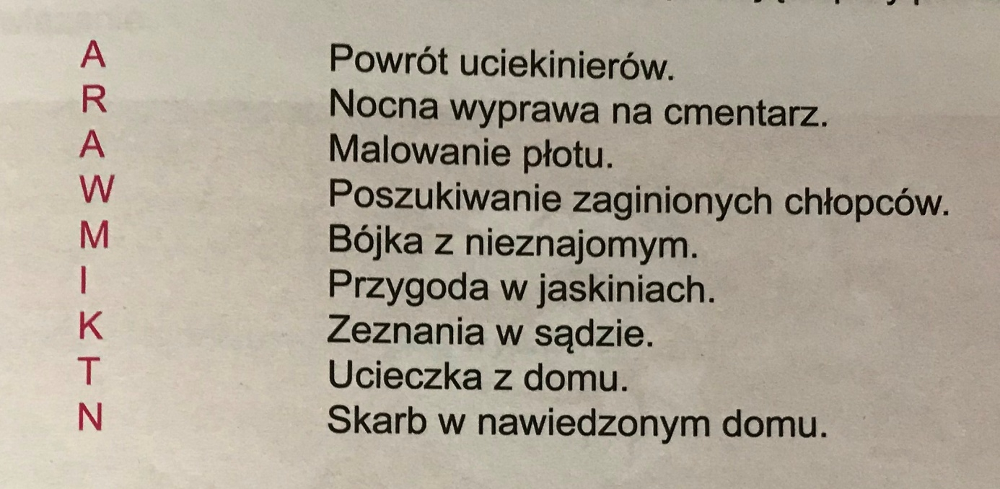 A Powrót uciekinierów.
R Nocna wyprawa na cmentarz.
A Malowanie płotu.
W Poszukiwanie zaginionych chłopców.
M Bójka z nieznajomym.
I Przygoda w jaskiniach.
K Zeznania w sądzie.
T Ucieczka z domu.
N Skarb w nawiedzonym domu.